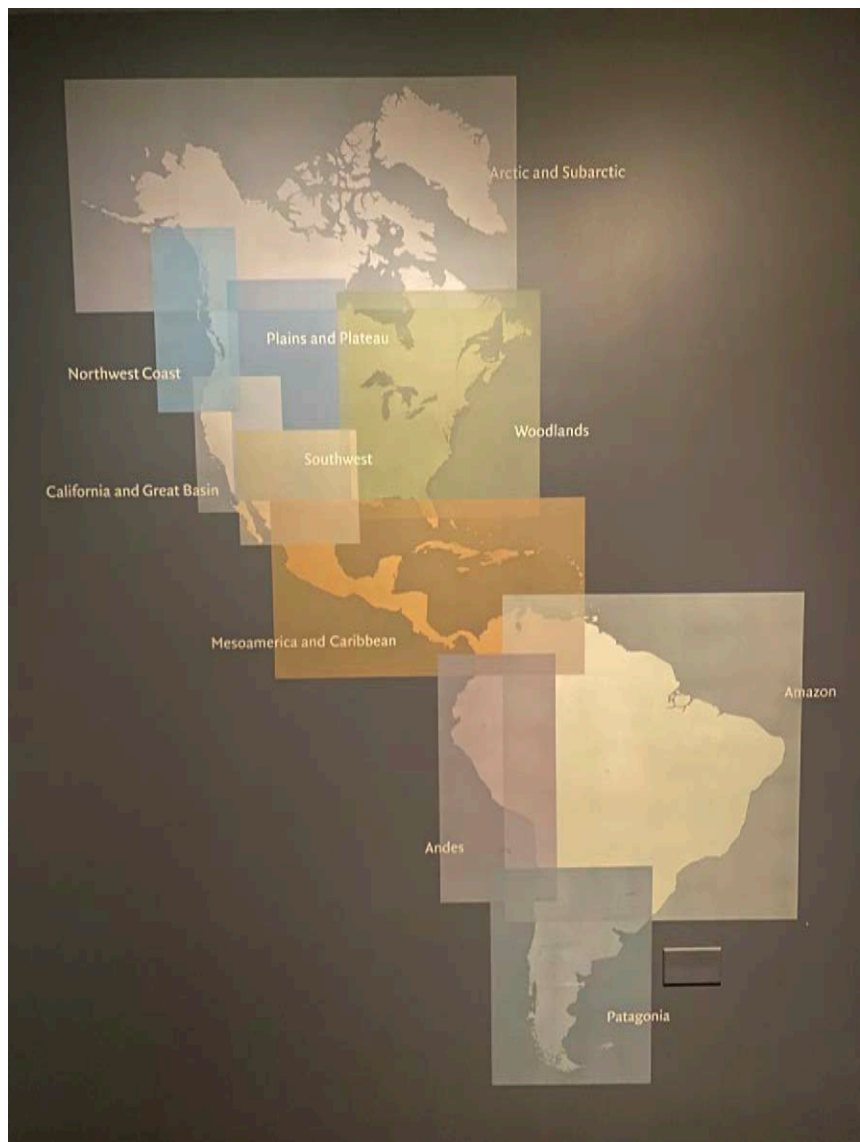 Arctic and Subarctic
Plains and Plateau
Northwest Coast
Woodlands
Southwest
California and Great Basin
Mesoamerica and Caribbean
Amazon
Andes
Patagonia